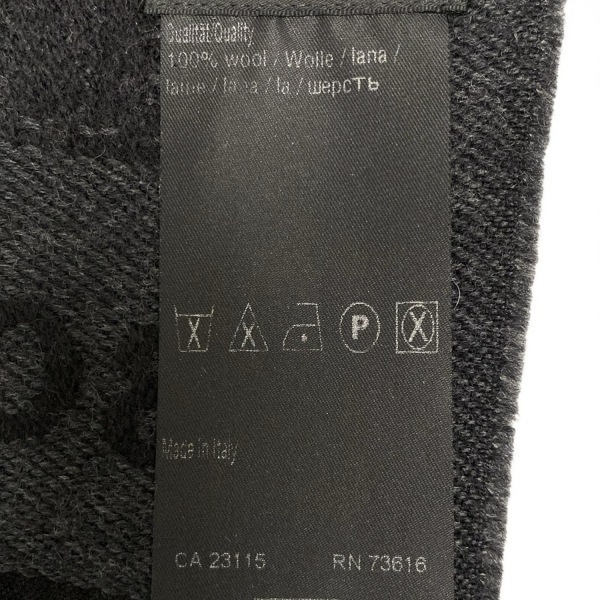 Qualität/Quality
100% wool / Wolle / lana /
laine / lana / la / шерсть
P
Made in Italy
CA 23115 RN 73616